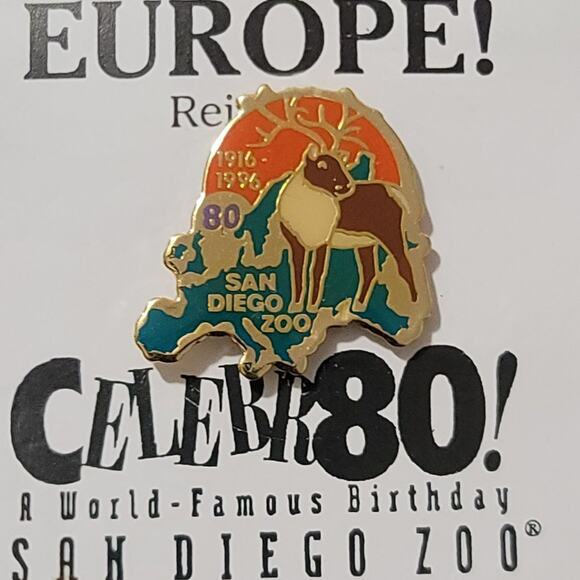 EUROPE!
Rei
1916-
1996
80
SAN
DIEGO
ZOO
CELEBR80!
A World-Famous Birthday
SAN DIEGO ZOO®